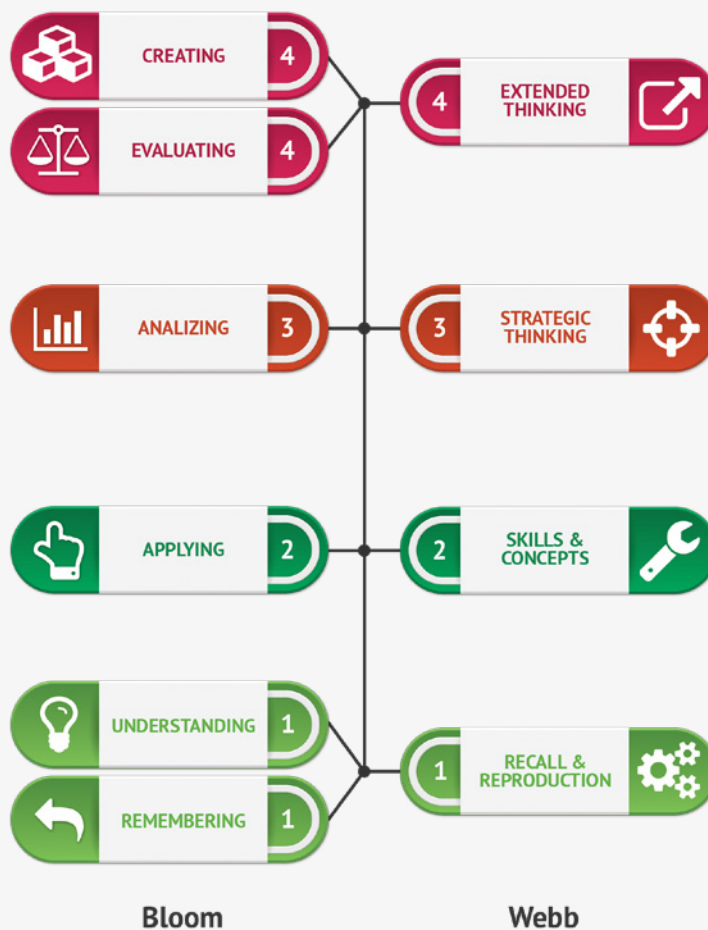 CREATING 4
4 EXTENDED
THINKING
EVALUATING 4
ANALIZING 3
3 STRATEGIC
THINKING
APPLYING 2
2 SKILLS &
CONCEPTS
UNDERSTANDING 1
1 RECALL &
REPRODUCTION
REMEMBERING 1
Bloom
Webb